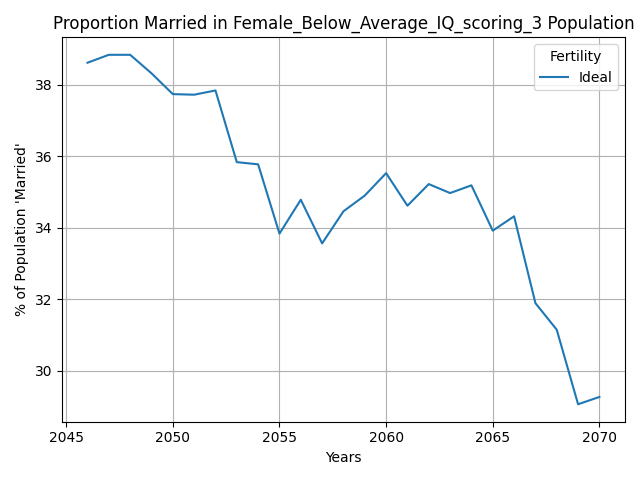 Proportion Married in Female_Below_Average_IQ_scoring_3 Population
Fertility
Ideal
% of Population 'Married'
38
36
34
32
30
2045 2050 2055 2060 2065 2070
Years